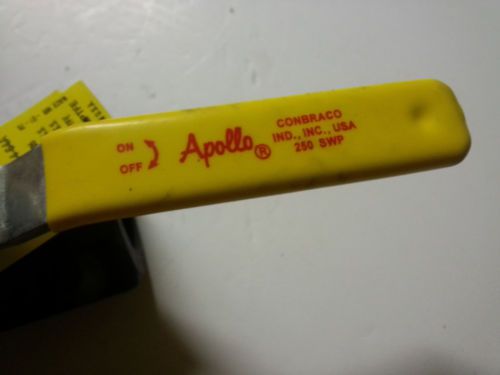 ON
OFF
Apollo®
CONBRACO
IND., INC., USA
250 SWP